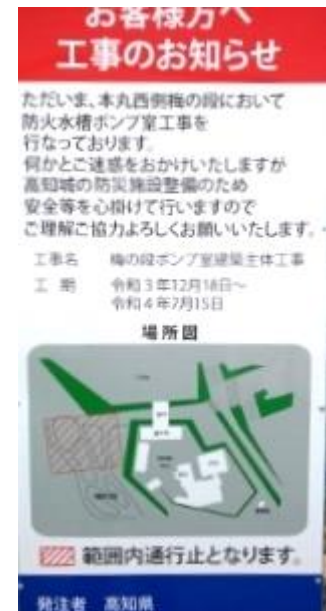 お客様方へ
工事のお知らせ
ただいま、本丸西側梅の段において
防火水槽ポンプ室工事を
行なっております。
何かとご迷惑をおかけいたしますが
高知城の防災施設整備のため
安全等を心掛けて行いますので
ご理解ご協力よろしくお願いいたします。
工事名 梅の段ポンプ室建築主体工事
工期 令和3年12月18日～
令和4年7月15日
場所図
範囲内通行止となります。
発注者 高知県